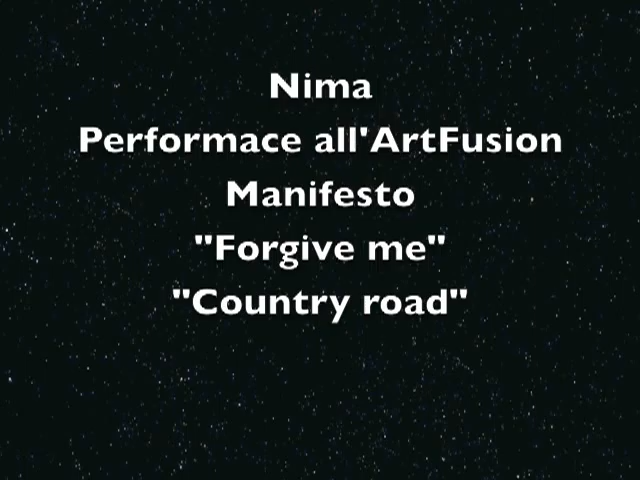 Nima
Performace all'ArtFusion
Manifesto
"Forgive me"
"Country road"